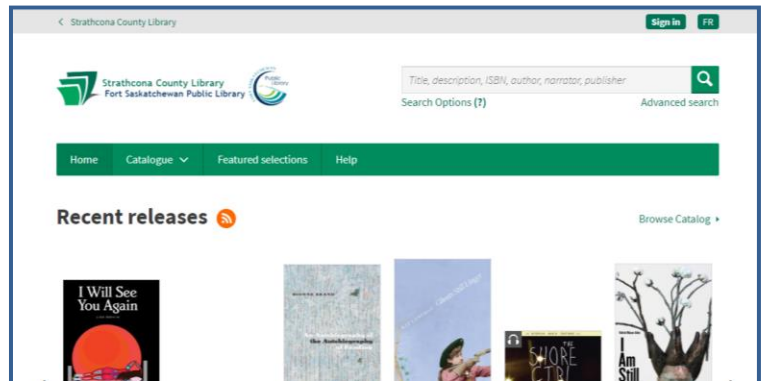 Strathcona County Library
Sign in
FR
Strathcona County Library
Fort Saskatchewan Public Library
Public
Library
Title, description, ISBN, author, narrator, publisher
Search Options (?)
Advanced search
Home
Catalogue
Featured selections
Help
Recent releases
Browse Catalog
I Will See
You Again
DIONNE BRAND
An Autobiography of
the Autobiography
THE
SHORE
GIRL
I
Am
Still